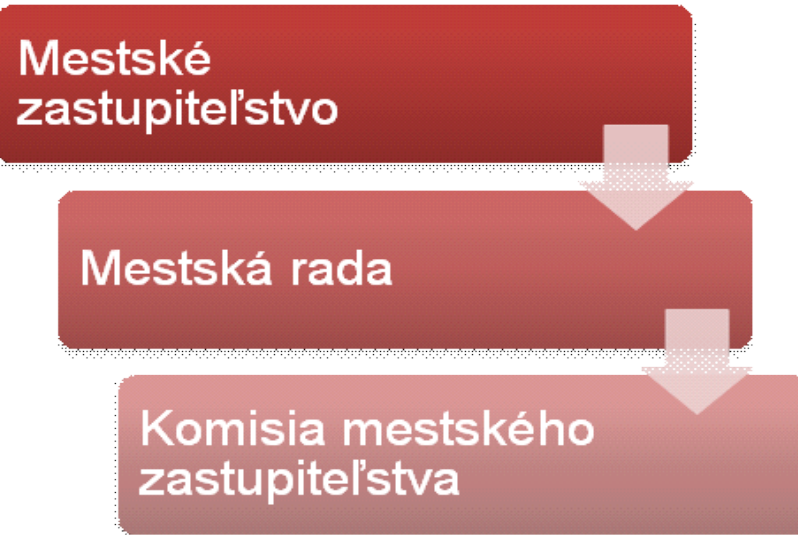 Mestské
zastupiteľstvo
Mestská rada
Komisia mestského
zastupiteľstva